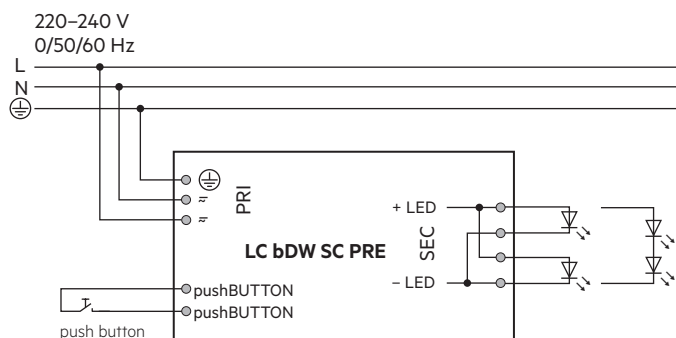 220–240 V
0/50/60 Hz
L
N
PRI
+ LED
SEC
LC bDW SC PRE
– LED
pushBUTTON
pushBUTTON
push button